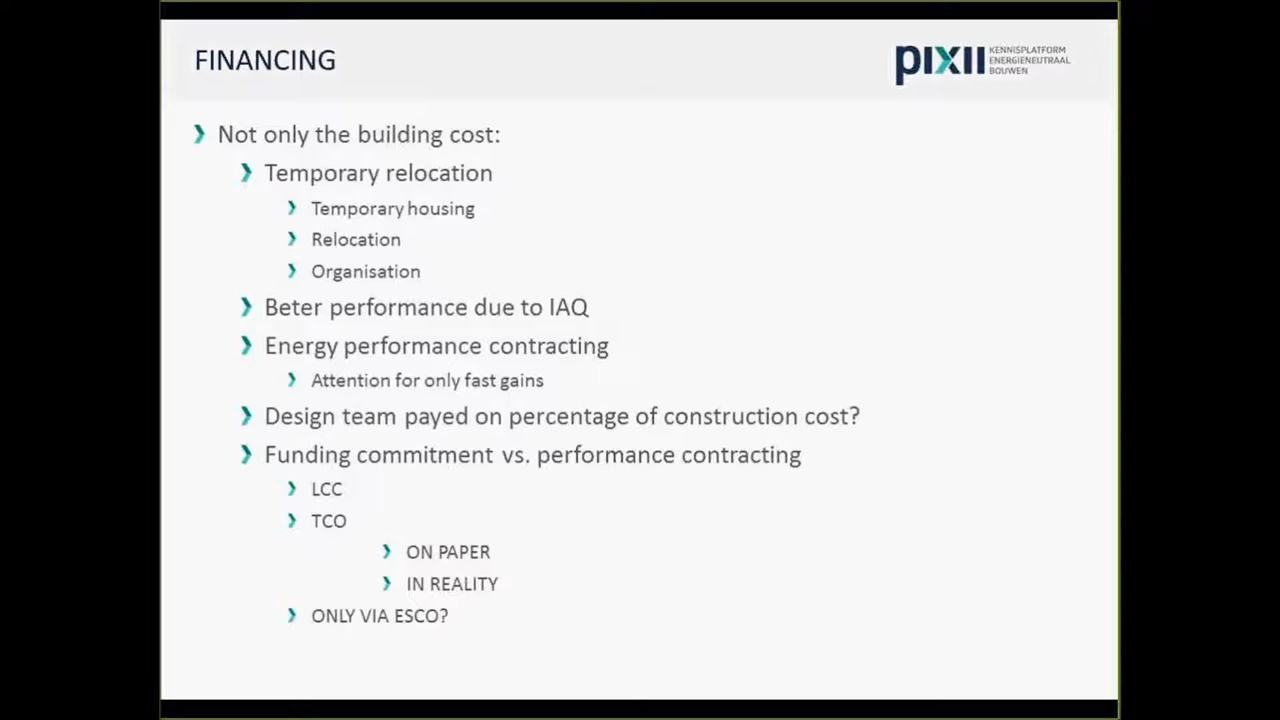 FINANCING
pixii
KENNISPLATFORM
ENERGIENEUTRAAL
BOUWEN
Not only the building cost:
Temporary relocation
Temporary housing
Relocation
Organisation
Beter performance due to IAQ
Energy performance contracting
Attention for only fast gains
Design team payed on percentage of construction cost?
Funding commitment vs. performance contracting
LCC
TCO
ON PAPER
IN REALITY
ONLY VIA ESCO?